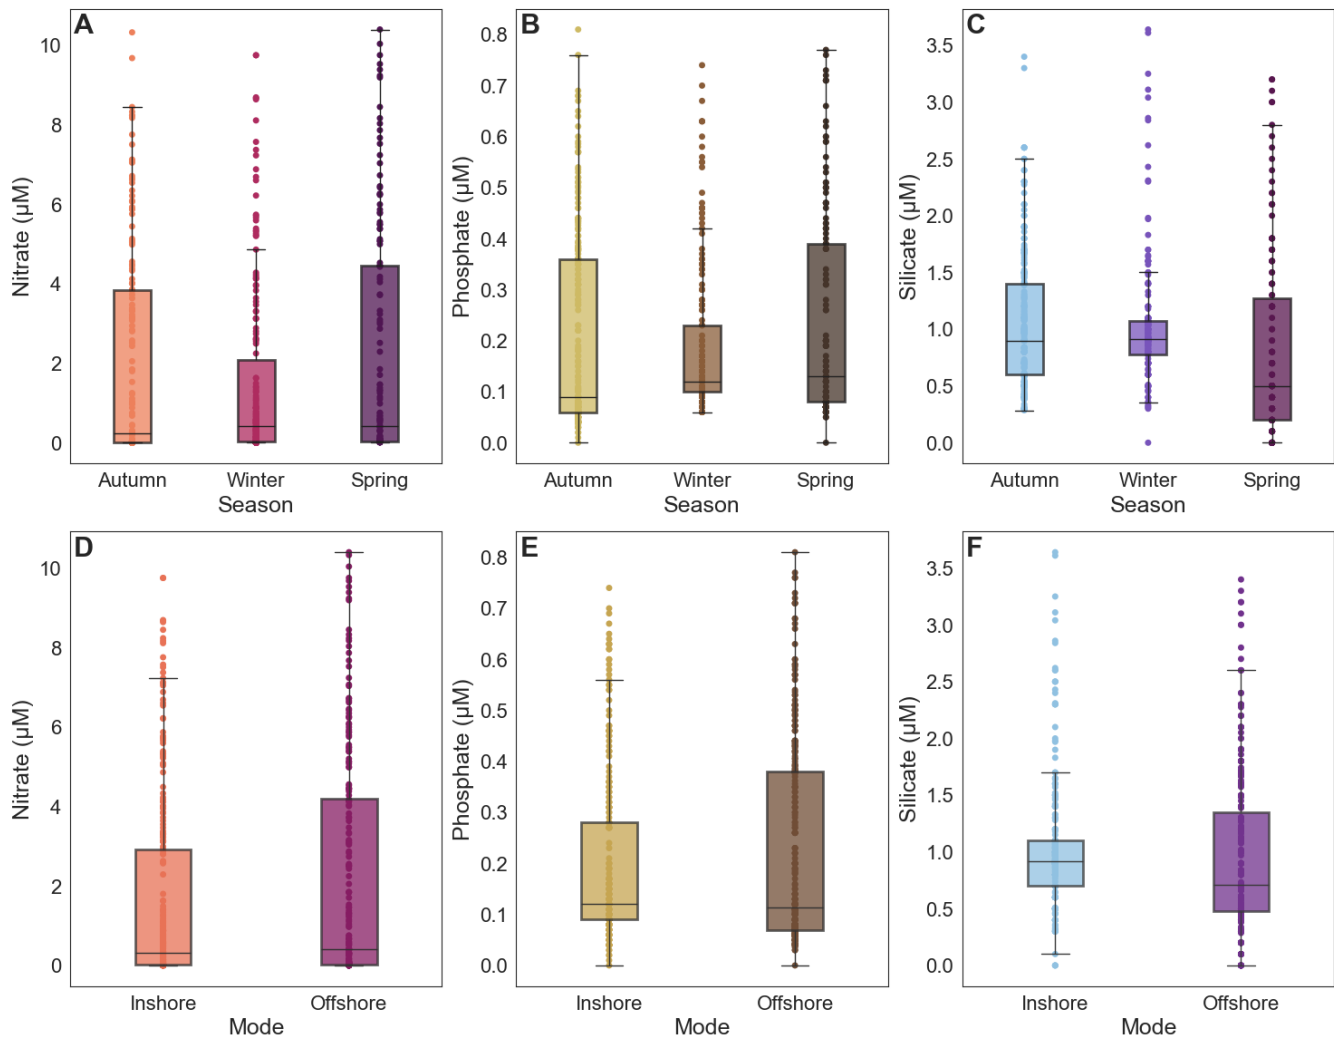 A
Nitrate (µM)
10
8
6
4
2
0
Autumn Winter Spring
Season
B
Phosphate (µM)
0.8
0.7
0.6
0.5
0.4
0.3
0.2
0.1
0.0
Autumn Winter Spring
Season
C
Silicate (µM)
3.5
3.0
2.5
2.0
1.5
1.0
0.5
0.0
Autumn Winter Spring
Season
D
Nitrate (µM)
10
8
6
4
2
0
Inshore Offshore
Mode
E
Phosphate (µM)
0.8
0.7
0.6
0.5
0.4
0.3
0.2
0.1
0.0
Inshore Offshore
Mode
F
Silicate (µM)
3.5
3.0
2.5
2.0
1.5
1.0
0.5
0.0
Inshore Offshore
Mode